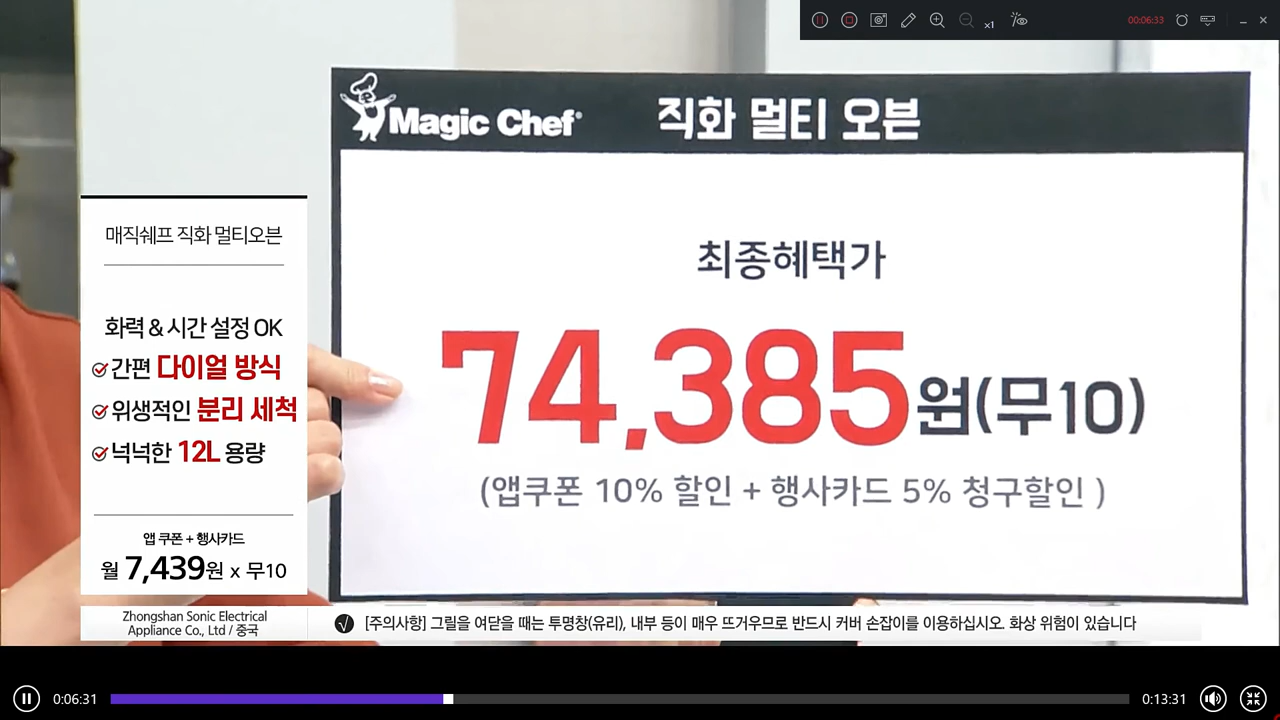 x1
00:06:33
Magic Chef® 직화 멀티 오븐
최종혜택가
74,385원(무10)
(앱쿠폰 10% 할인 + 행사카드 5% 청구할인 )
매직쉐프 직화 멀티오븐
화력 & 시간 설정 OK
간편 다이얼 방식
위생적인 분리 세척
넉넉한 12L 용량
앱 쿠폰 + 행사카드
월 7,439원 x 무10
Zhongshan Sonic Electrical
Appliance Co., Ltd / 중국
[주의사항] 그릴을 여닫을 때는 투명창(유리), 내부 등이 매우 뜨거우므로 반드시 커버 손잡이를 이용하십시오. 화상 위험이 있습니다
0:06:31
0:13:31